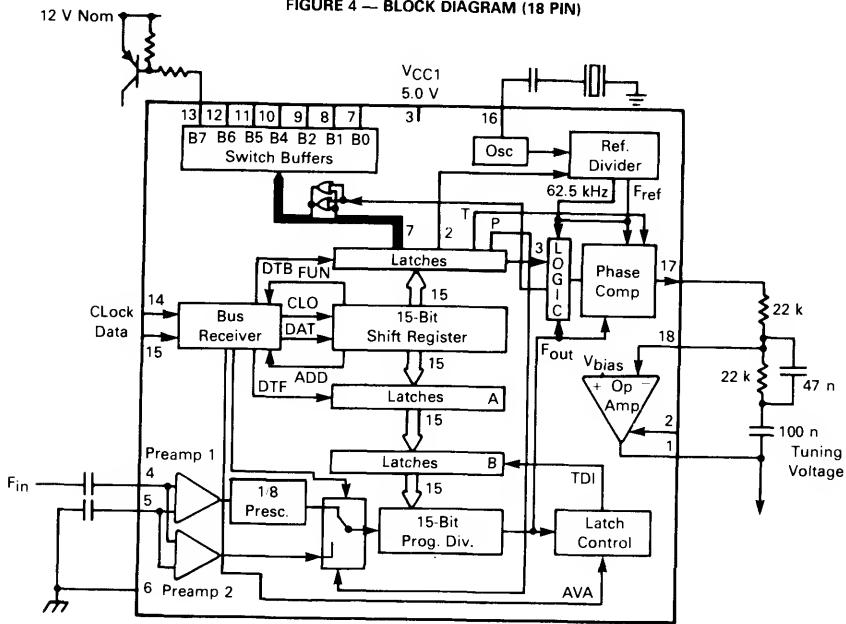 FIGURE 4 — BLOCK DIAGRAM (18 PIN)
12 V Nom
VCC1
5.0 V
13 12 11 10 9 8 7
3
16
B7 B6 B5 B4 B2 B1 B0
Switch Buffers
Osc
Ref. Divider
62.5 kHz
Fref
T
P
7
2
3
Latches
LOGIC
Phase Comp
17
DTB
FUN
15
22 k
CLock
14
Data
15
Bus Receiver
CLO
DAT
15-Bit Shift Register
ADD
DTF
15
Fout
18
Vbias
+ Op − Amp
22 k
47 n
Latches A
15
2
100 n
1
Tuning Voltage
Latches B
TDI
Preamp 1
Fin
4
5
1/8 Presc.
15
15-Bit Prog. Div.
Latch Control
6
Preamp 2
AVA